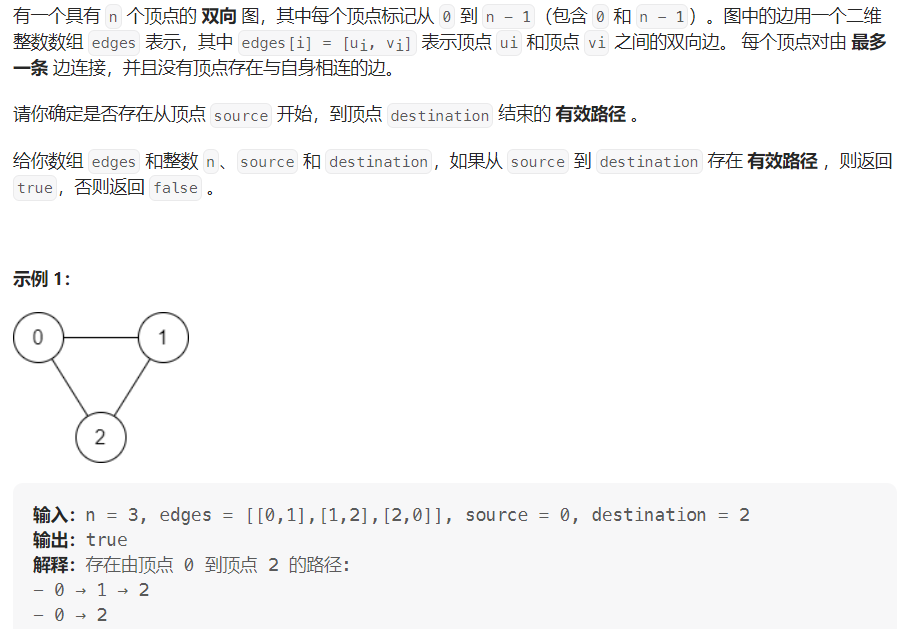 有一个具有 n 个顶点的 双向 图，其中每个顶点标记从 0 到 n - 1（包含 0 和 n - 1）。图中的边用一个二维
整数数组 edges 表示，其中 edges[i] = [ui, vi] 表示顶点 ui 和顶点 vi 之间的双向边。 每个顶点对由 最多
一条 边连接，并且没有顶点存在与自身相连的边。
请你确定是否存在从顶点 source 开始，到顶点 destination 结束的 有效路径 。
给你数组 edges 和整数 n、source 和 destination，如果从 source 到 destination 存在 有效路径 ，则返回
true，否则返回 false 。
示例 1：
0 1
2
输入：n = 3, edges = [[0,1],[1,2],[2,0]], source = 0, destination = 2
输出：true
解释：存在由顶点 0 到顶点 2 的路径:
- 0 → 1 → 2
- 0 → 2